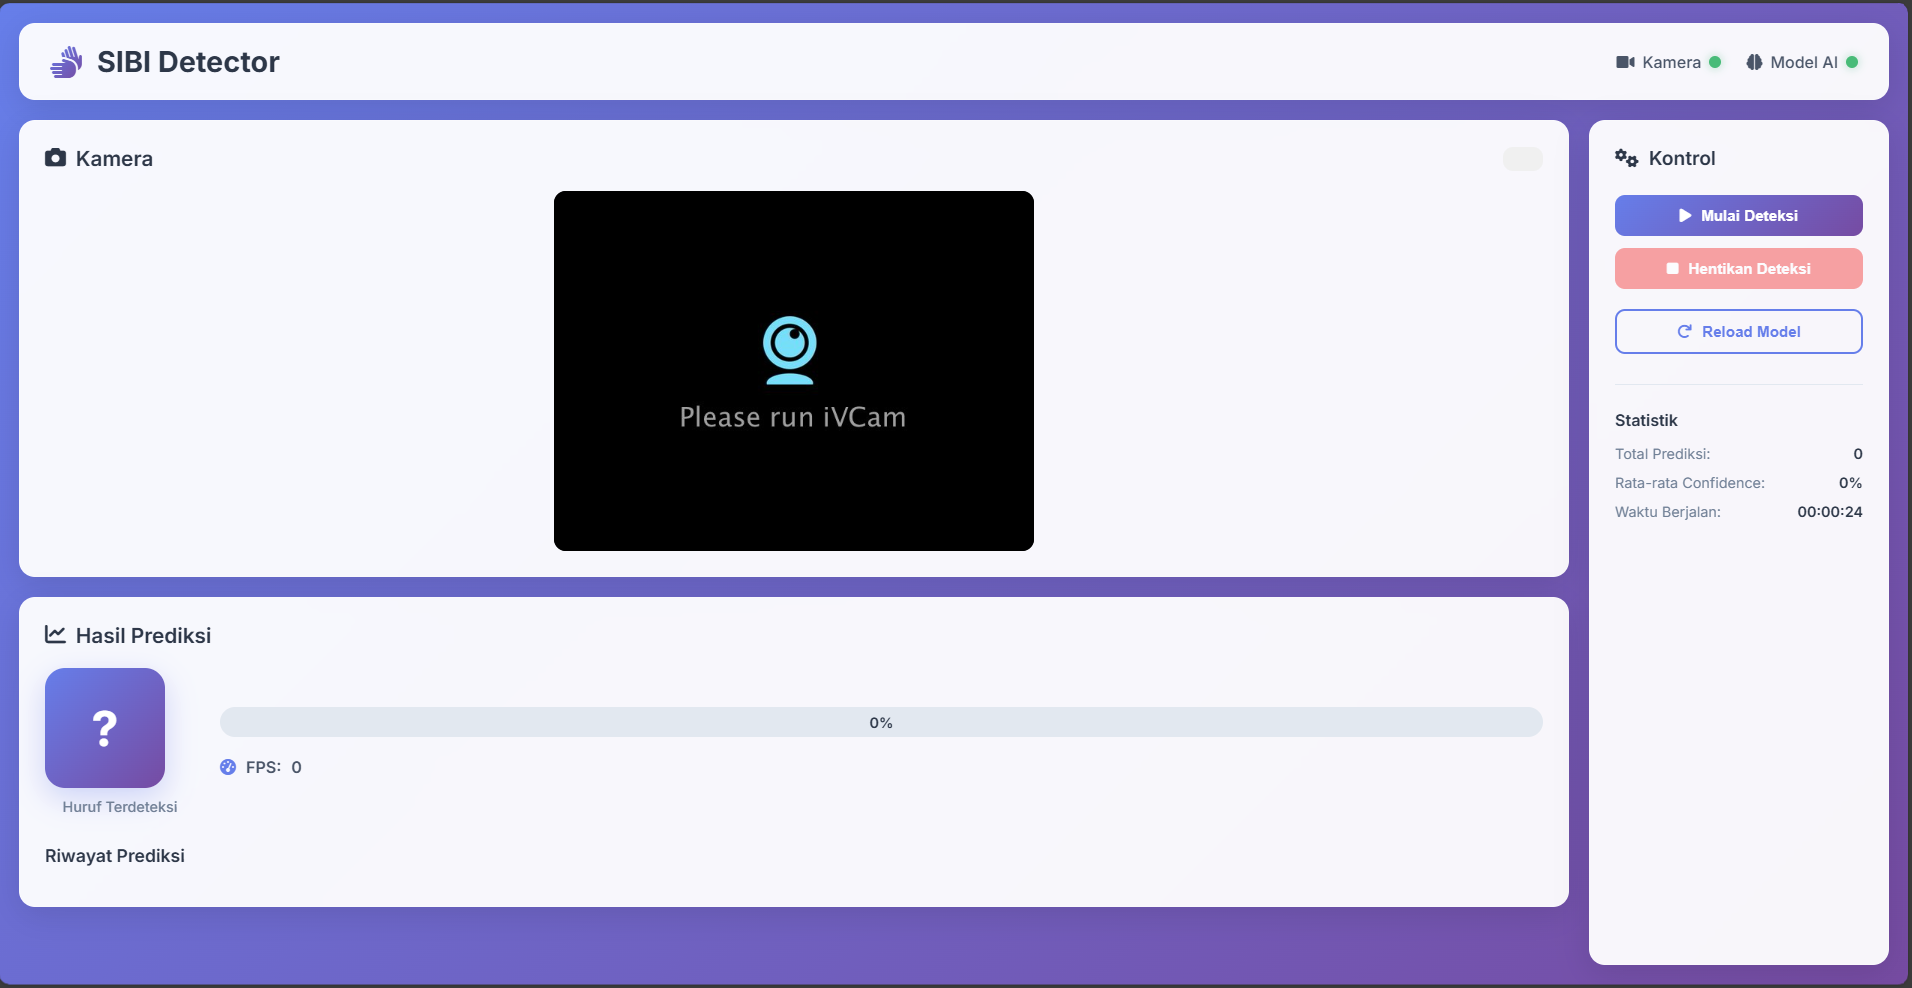 SIBI Detector
Kamera
Model AI
Kamera
Please run iVCam
Kontrol
Mulai Deteksi
Hentikan Deteksi
Reload Model
Statistik
Total Prediksi: 0
Rata-rata Confidence: 0%
Waktu Berjalan: 00:00:24
Hasil Prediksi
?
0%
FPS: 0
Huruf Terdeteksi
Riwayat Prediksi